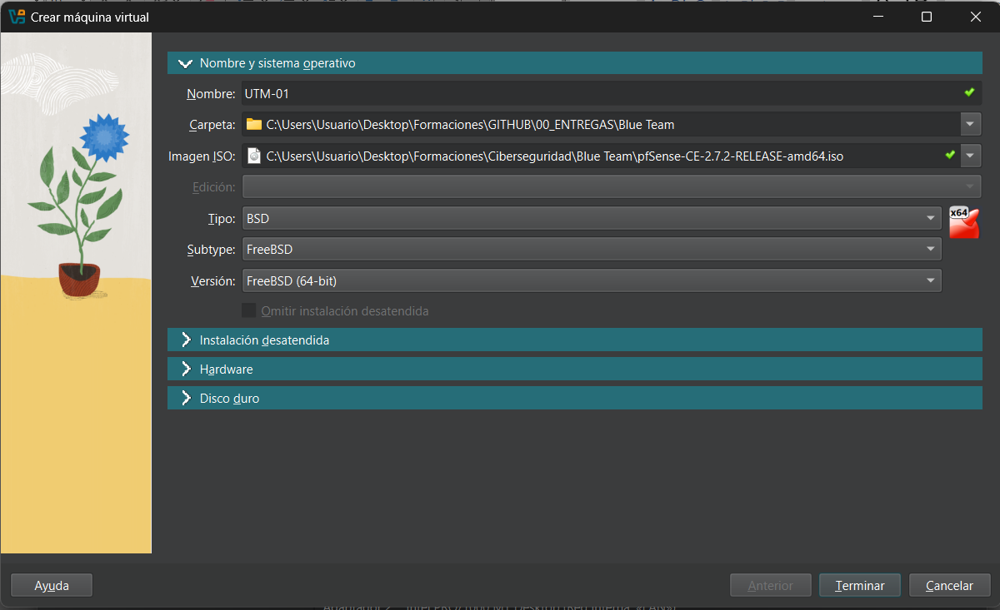 Crear máquina virtual
Nombre y sistema operativo
Nombre: UTM-01
Carpeta: C:\Users\Usuario\Desktop\Formaciones\GITHUB\00_ENTREGAS\Blue Team
Imagen ISO: C:\Users\Usuario\Desktop\Formaciones\Ciberseguridad\Blue Team\pfSense-CE-2.7.2-RELEASE-amd64.iso
Edición:
Tipo: BSD
x64
Subtype: FreeBSD
Versión: FreeBSD (64-bit)
Omitir instalación desatendida
Instalación desatendida
Hardware
Disco duro
Ayuda
Anterior
Terminar
Cancelar